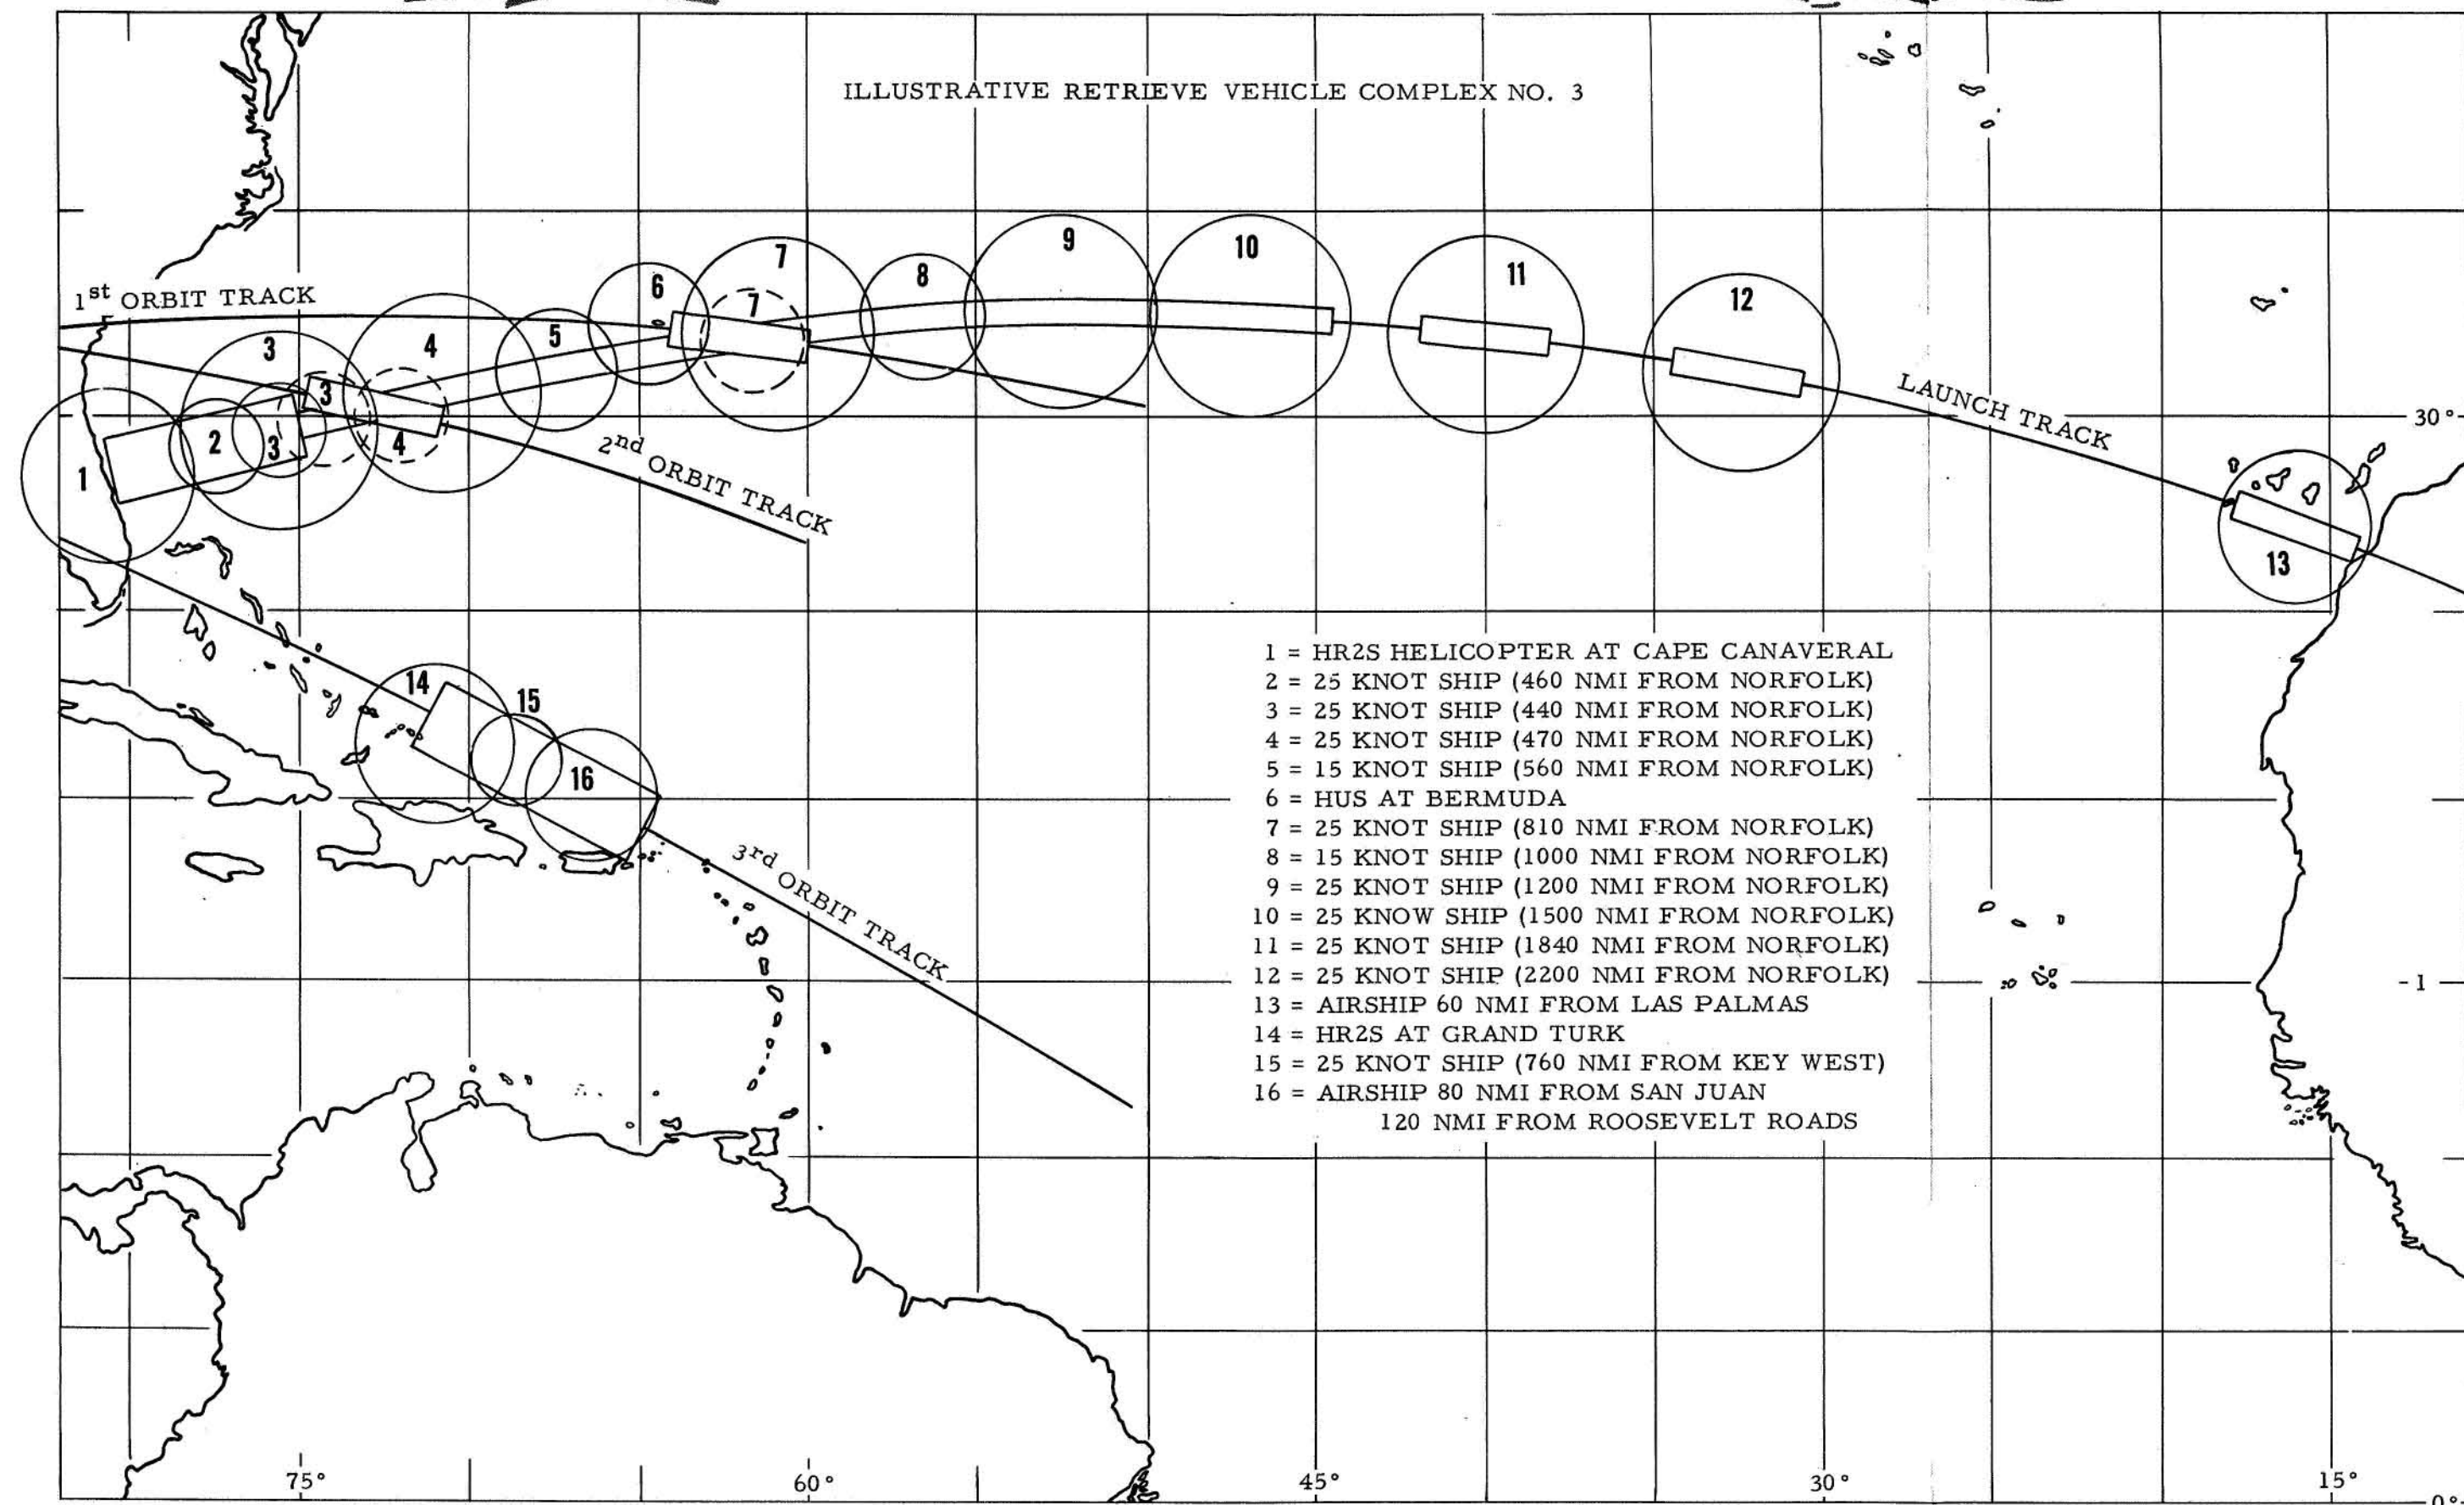 ILLUSTRATIVE RETRIEVE VEHICLE COMPLEX NO. 3
1st ORBIT TRACK
2nd ORBIT TRACK
3rd ORBIT TRACK
LAUNCH TRACK
1
2
3
3
3
4
4
5
6
7
7
8
9
10
11
12
13
14
15
16
30°
1 = HR2S HELICOPTER AT CAPE CANAVERAL
2 = 25 KNOT SHIP (460 NMI FROM NORFOLK)
3 = 25 KNOT SHIP (440 NMI FROM NORFOLK)
4 = 25 KNOT SHIP (470 NMI FROM NORFOLK)
5 = 15 KNOT SHIP (560 NMI FROM NORFOLK)
6 = HUS AT BERMUDA
7 = 25 KNOT SHIP (810 NMI FROM NORFOLK)
8 = 15 KNOT SHIP (1000 NMI FROM NORFOLK)
9 = 25 KNOT SHIP (1200 NMI FROM NORFOLK)
10 = 25 KNOW SHIP (1500 NMI FROM NORFOLK)
11 = 25 KNOT SHIP (1840 NMI FROM NORFOLK)
12 = 25 KNOT SHIP (2200 NMI FROM NORFOLK)
13 = AIRSHIP 60 NMI FROM LAS PALMAS
14 = HR2S AT GRAND TURK
15 = 25 KNOT SHIP (760 NMI FROM KEY WEST)
16 = AIRSHIP 80 NMI FROM SAN JUAN
120 NMI FROM ROOSEVELT ROADS
1
75°
60°
45°
30°
15°
0°